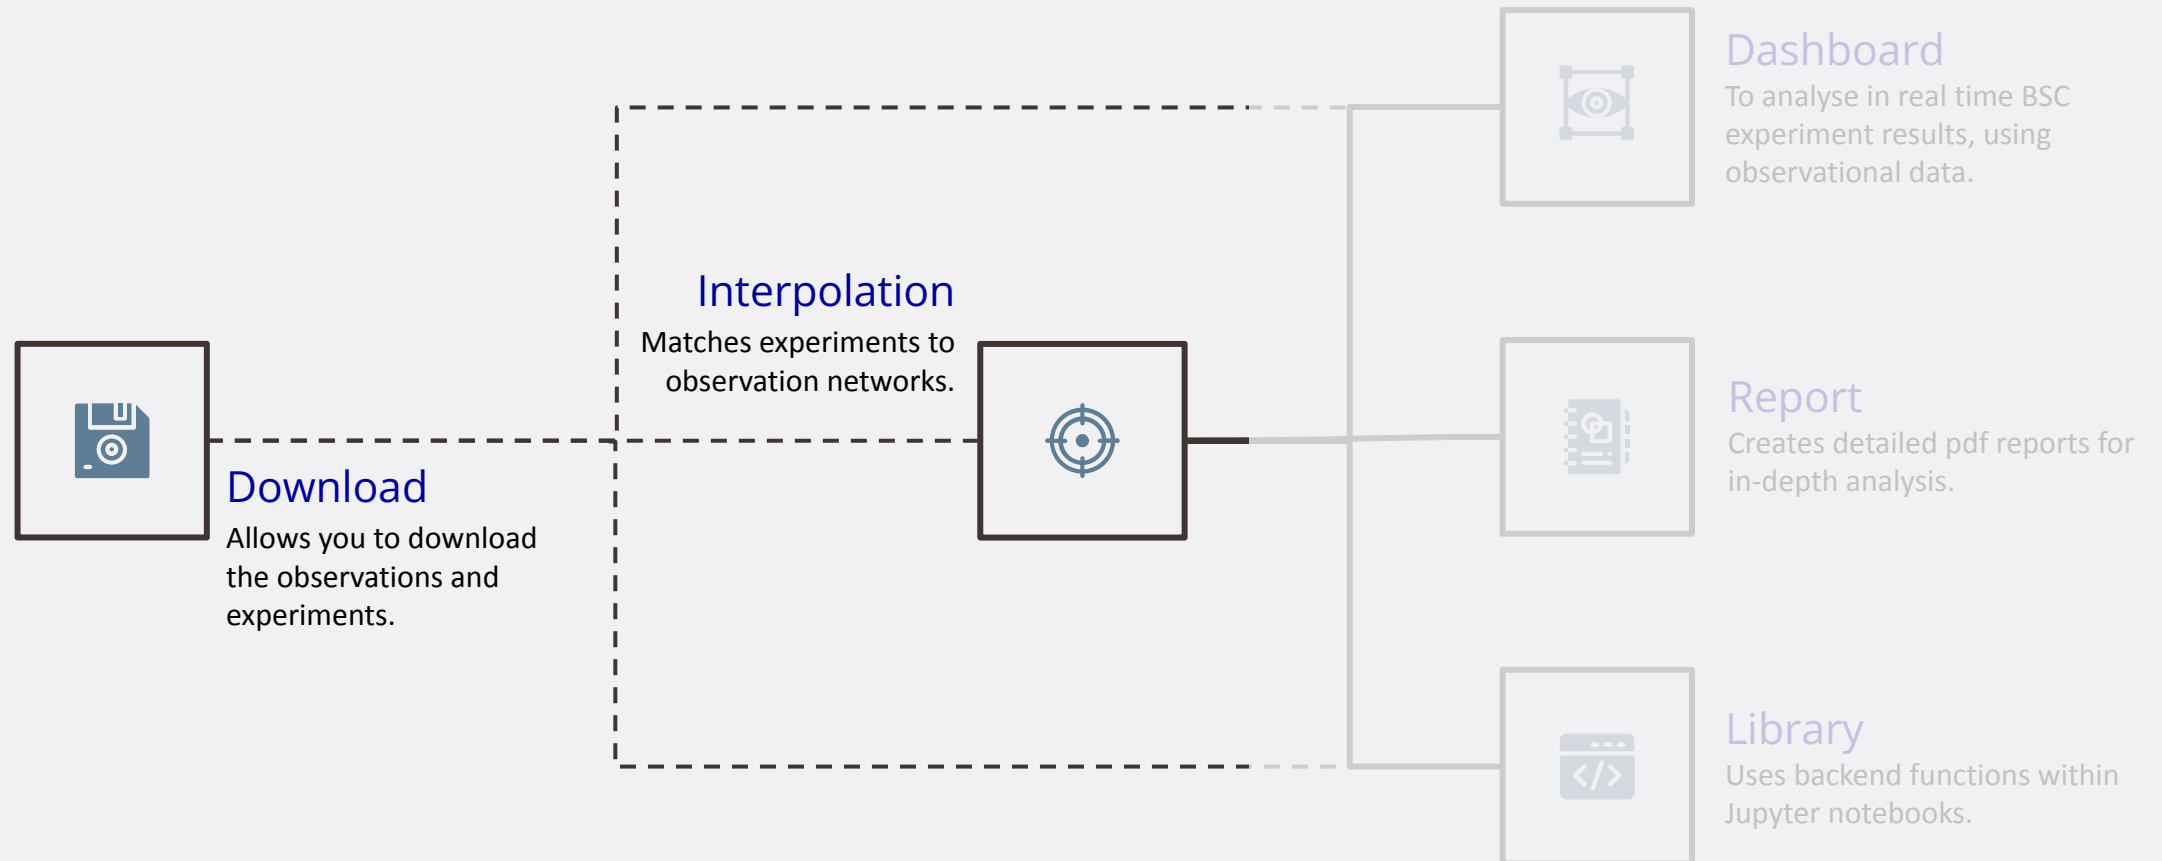 Download
Allows you to download
the observations and
experiments.
Interpolation
Matches experiments to
observation networks.
Dashboard
To analyse in real time BSC
experiment results, using
observational data.
Report
Creates detailed pdf reports for
in-depth analysis.
Library
Uses backend functions within
Jupyter notebooks.